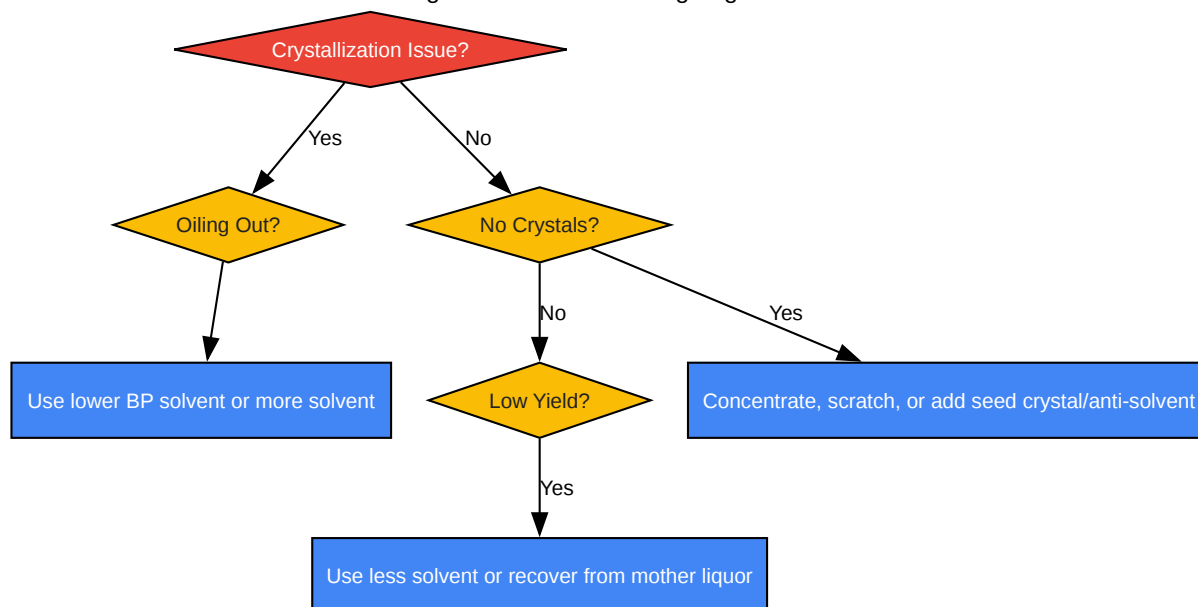 Crystallization Issue?
Yes
No
Oiling Out?
No Crystals?
No
Yes
Use lower BP solvent or more solvent
Low Yield?
Concentrate, scratch, or add seed crystal/anti-solvent
Yes
Use less solvent or recover from mother liquor